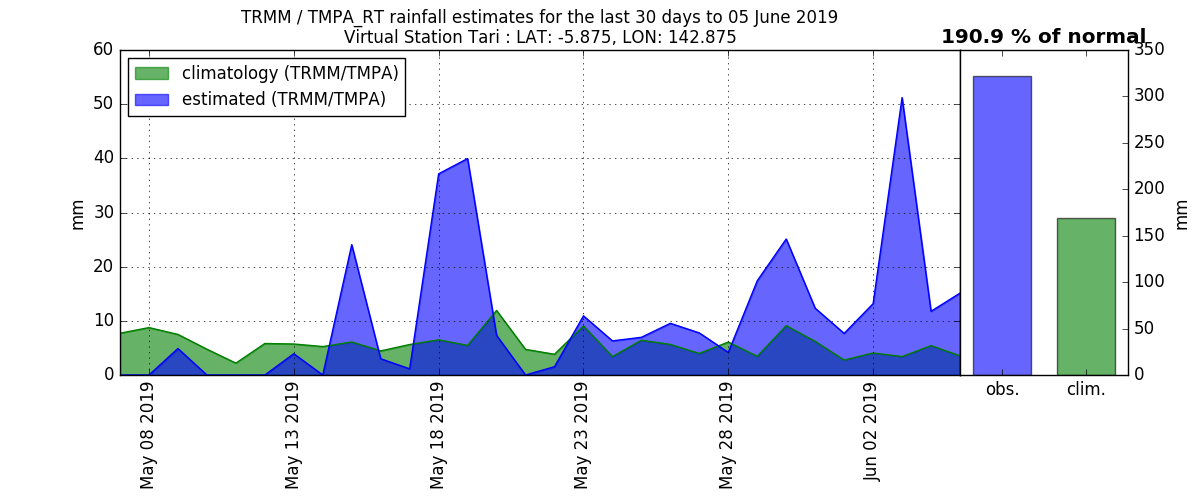 TRMM / TMPA_RT rainfall estimates for the last 30 days to 05 June 2019
Virtual Station Tari : LAT: -5.875, LON: 142.875
190.9 % of normal
climatology (TRMM/TMPA)
estimated (TRMM/TMPA)
60
50
40
30
20
10
0
mm
May 08 2019
May 13 2019
May 18 2019
May 23 2019
May 28 2019
Jun 02 2019
350
300
250
200
150
100
50
0
mm
obs.
clim.